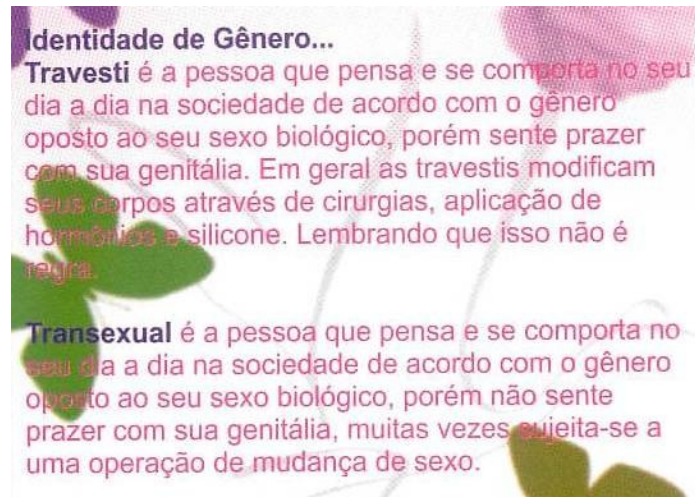 Identidade de Gênero...
Travesti é a pessoa que pensa e se comporta no seu
dia a dia na sociedade de acordo com o gênero
oposto ao seu sexo biológico, porém sente prazer
com sua genitália. Em geral as travestis modificam
seus corpos através de cirurgias, aplicação de
hormônios e silicone. Lembrando que isso não é
regra.
Transexual é a pessoa que pensa e se comporta no
seu dia a dia na sociedade de acordo com o gênero
oposto ao seu sexo biológico, porém não sente
prazer com sua genitália, muitas vezes sujeita-se a
uma operação de mudança de sexo.